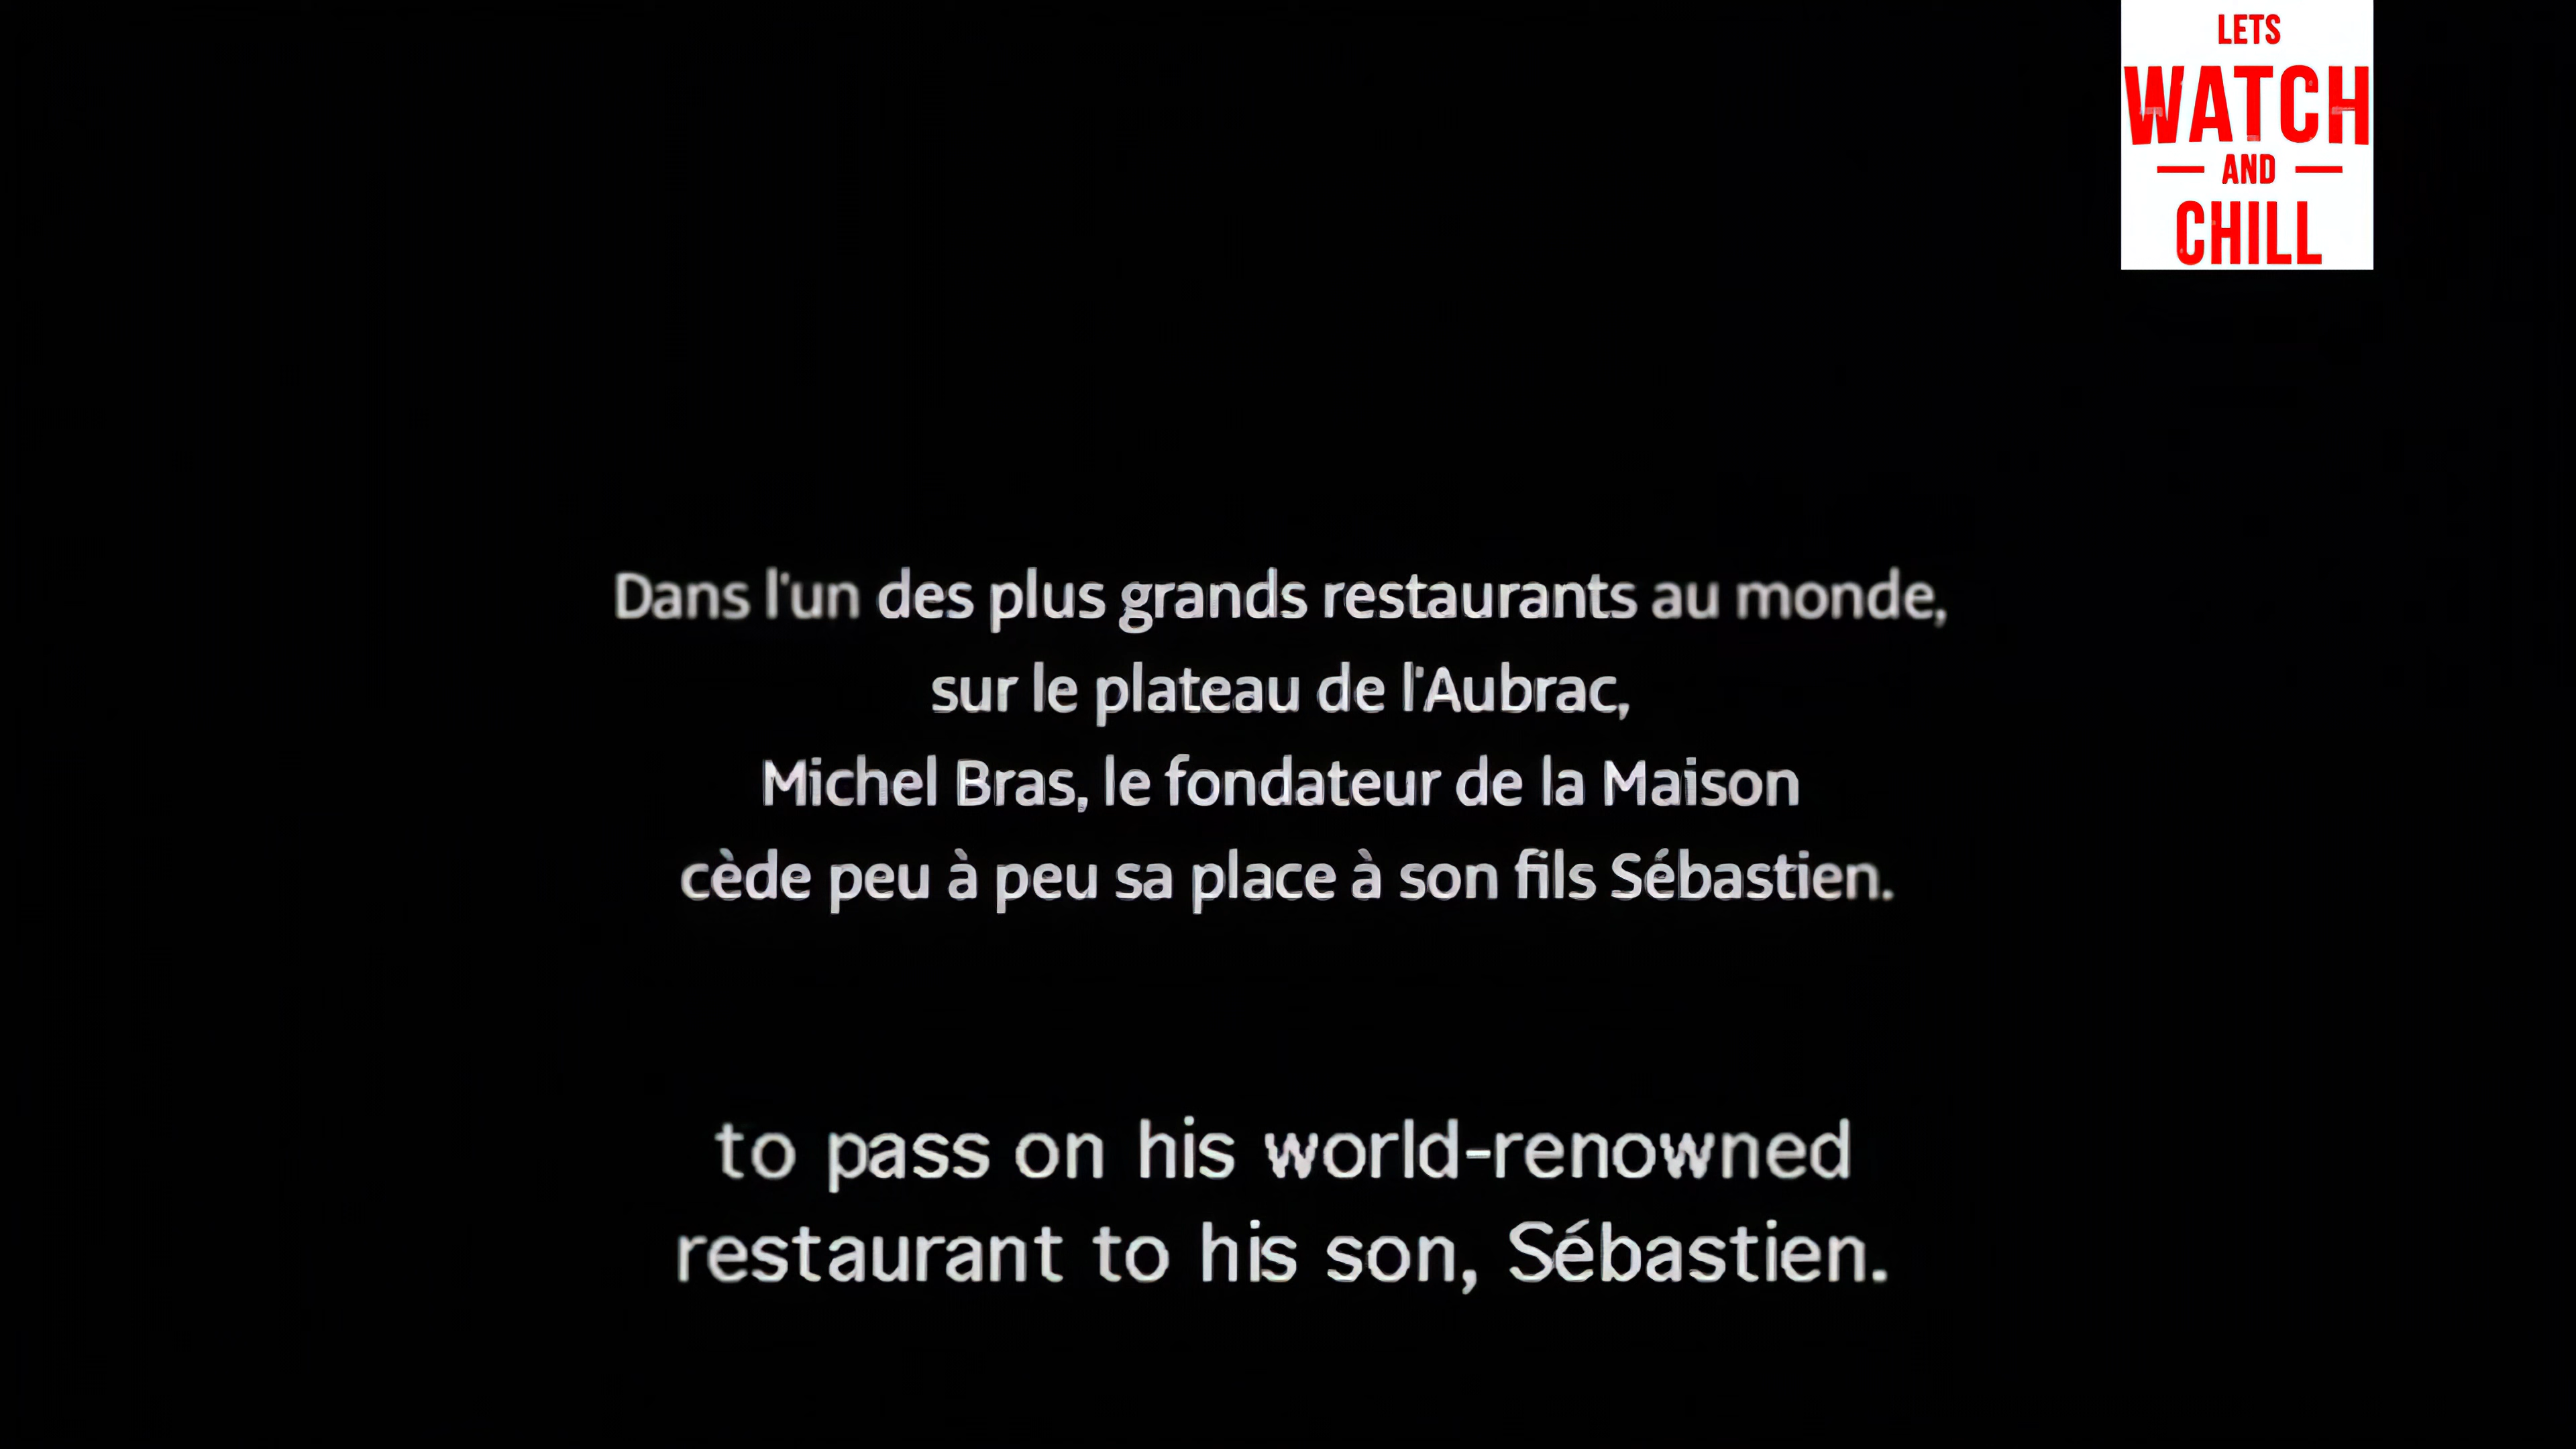 LETS
WATCH
AND
CHILL
Dans l'un des plus grands restaurants au monde,
sur le plateau de l'Aubrac,
Michel Bras, le fondateur de la Maison
cède peu à peu sa place à son fils Sébastien.
to pass on his world-renowned
restaurant to his son, Sébastien.